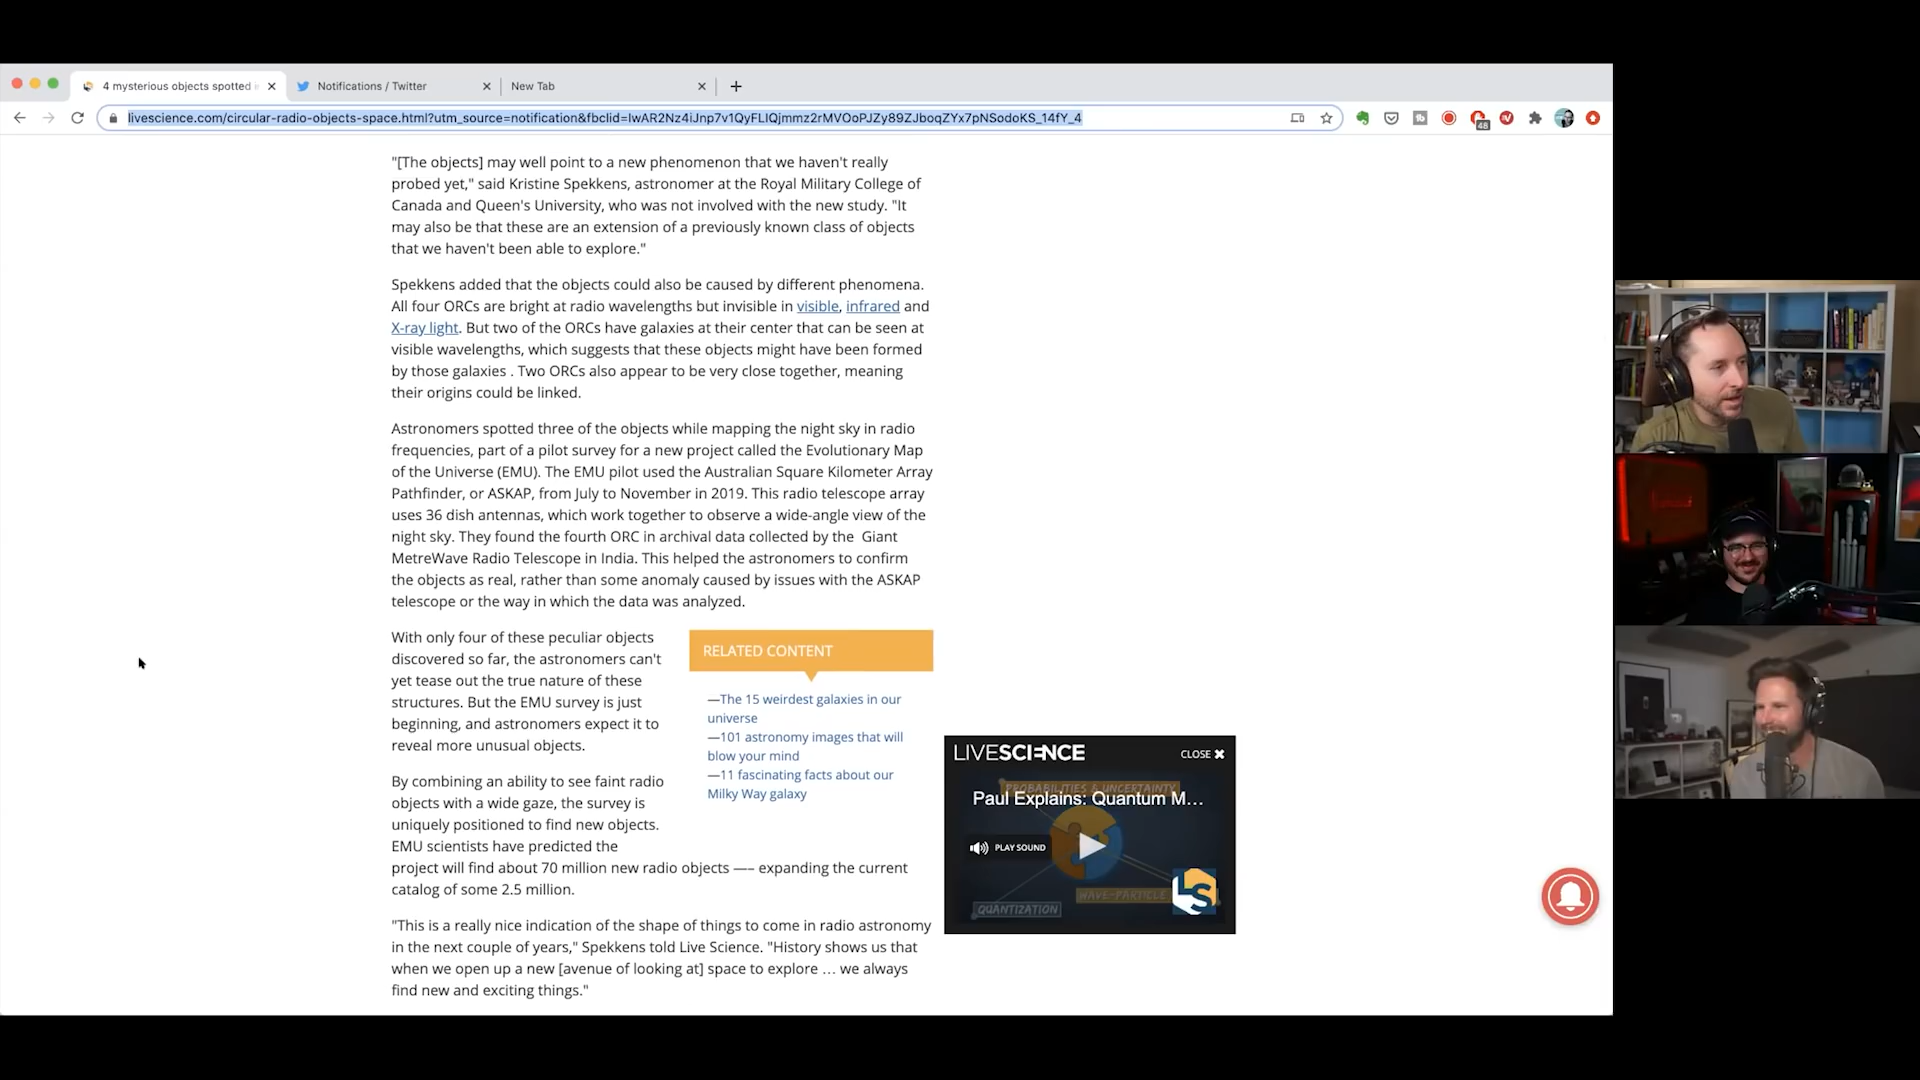 4 mysterious objects spotted i
Notifications / Twitter
New Tab
livescience.com/circular-radio-objects-space.html?utm_source=notification&fbclid=IwAR2Nz4iJnp7v1QyFLIQjmmz2rMVOoPJZy89ZJboqZYx7pNSodoKS_14fY_4
48
"[The objects] may well point to a new phenomenon that we haven't really
probed yet," said Kristine Spekkens, astronomer at the Royal Military College of
Canada and Queen's University, who was not involved with the new study. "It
may also be that these are an extension of a previously known class of objects
that we haven't been able to explore."
Spekkens added that the objects could also be caused by different phenomena.
All four ORCs are bright at radio wavelengths but invisible in visible, infrared and
X-ray light. But two of the ORCs have galaxies at their center that can be seen at
visible wavelengths, which suggests that these objects might have been formed
by those galaxies . Two ORCs also appear to be very close together, meaning
their origins could be linked.
Astronomers spotted three of the objects while mapping the night sky in radio
frequencies, part of a pilot survey for a new project called the Evolutionary Map
of the Universe (EMU). The EMU pilot used the Australian Square Kilometer Array
Pathfinder, or ASKAP, from July to November in 2019. This radio telescope array
uses 36 dish antennas, which work together to observe a wide-angle view of the
night sky. They found the fourth ORC in archival data collected by the Giant
MetreWave Radio Telescope in India. This helped the astronomers to confirm
the objects as real, rather than some anomaly caused by issues with the ASKAP
telescope or the way in which the data was analyzed.
With only four of these peculiar objects
discovered so far, the astronomers can't
yet tease out the true nature of these
structures. But the EMU survey is just
beginning, and astronomers expect it to
reveal more unusual objects.
By combining an ability to see faint radio
objects with a wide gaze, the survey is
uniquely positioned to find new objects.
EMU scientists have predicted the
project will find about 70 million new radio objects —– expanding the current
catalog of some 2.5 million.
"This is a really nice indication of the shape of things to come in radio astronomy
in the next couple of years," Spekkens told Live Science. "History shows us that
when we open up a new [avenue of looking at] space to explore … we always
find new and exciting things."
RELATED CONTENT
—The 15 weirdest galaxies in our
universe
—101 astronomy images that will
blow your mind
—11 fascinating facts about our
Milky Way galaxy
LIVESCIENCE
CLOSE
PROBABILITIES & UNCERTAINTY
Paul Explains: Quantum M...
PLAY SOUND
WAVE-PARTICLE
QUANTIZATION
LS